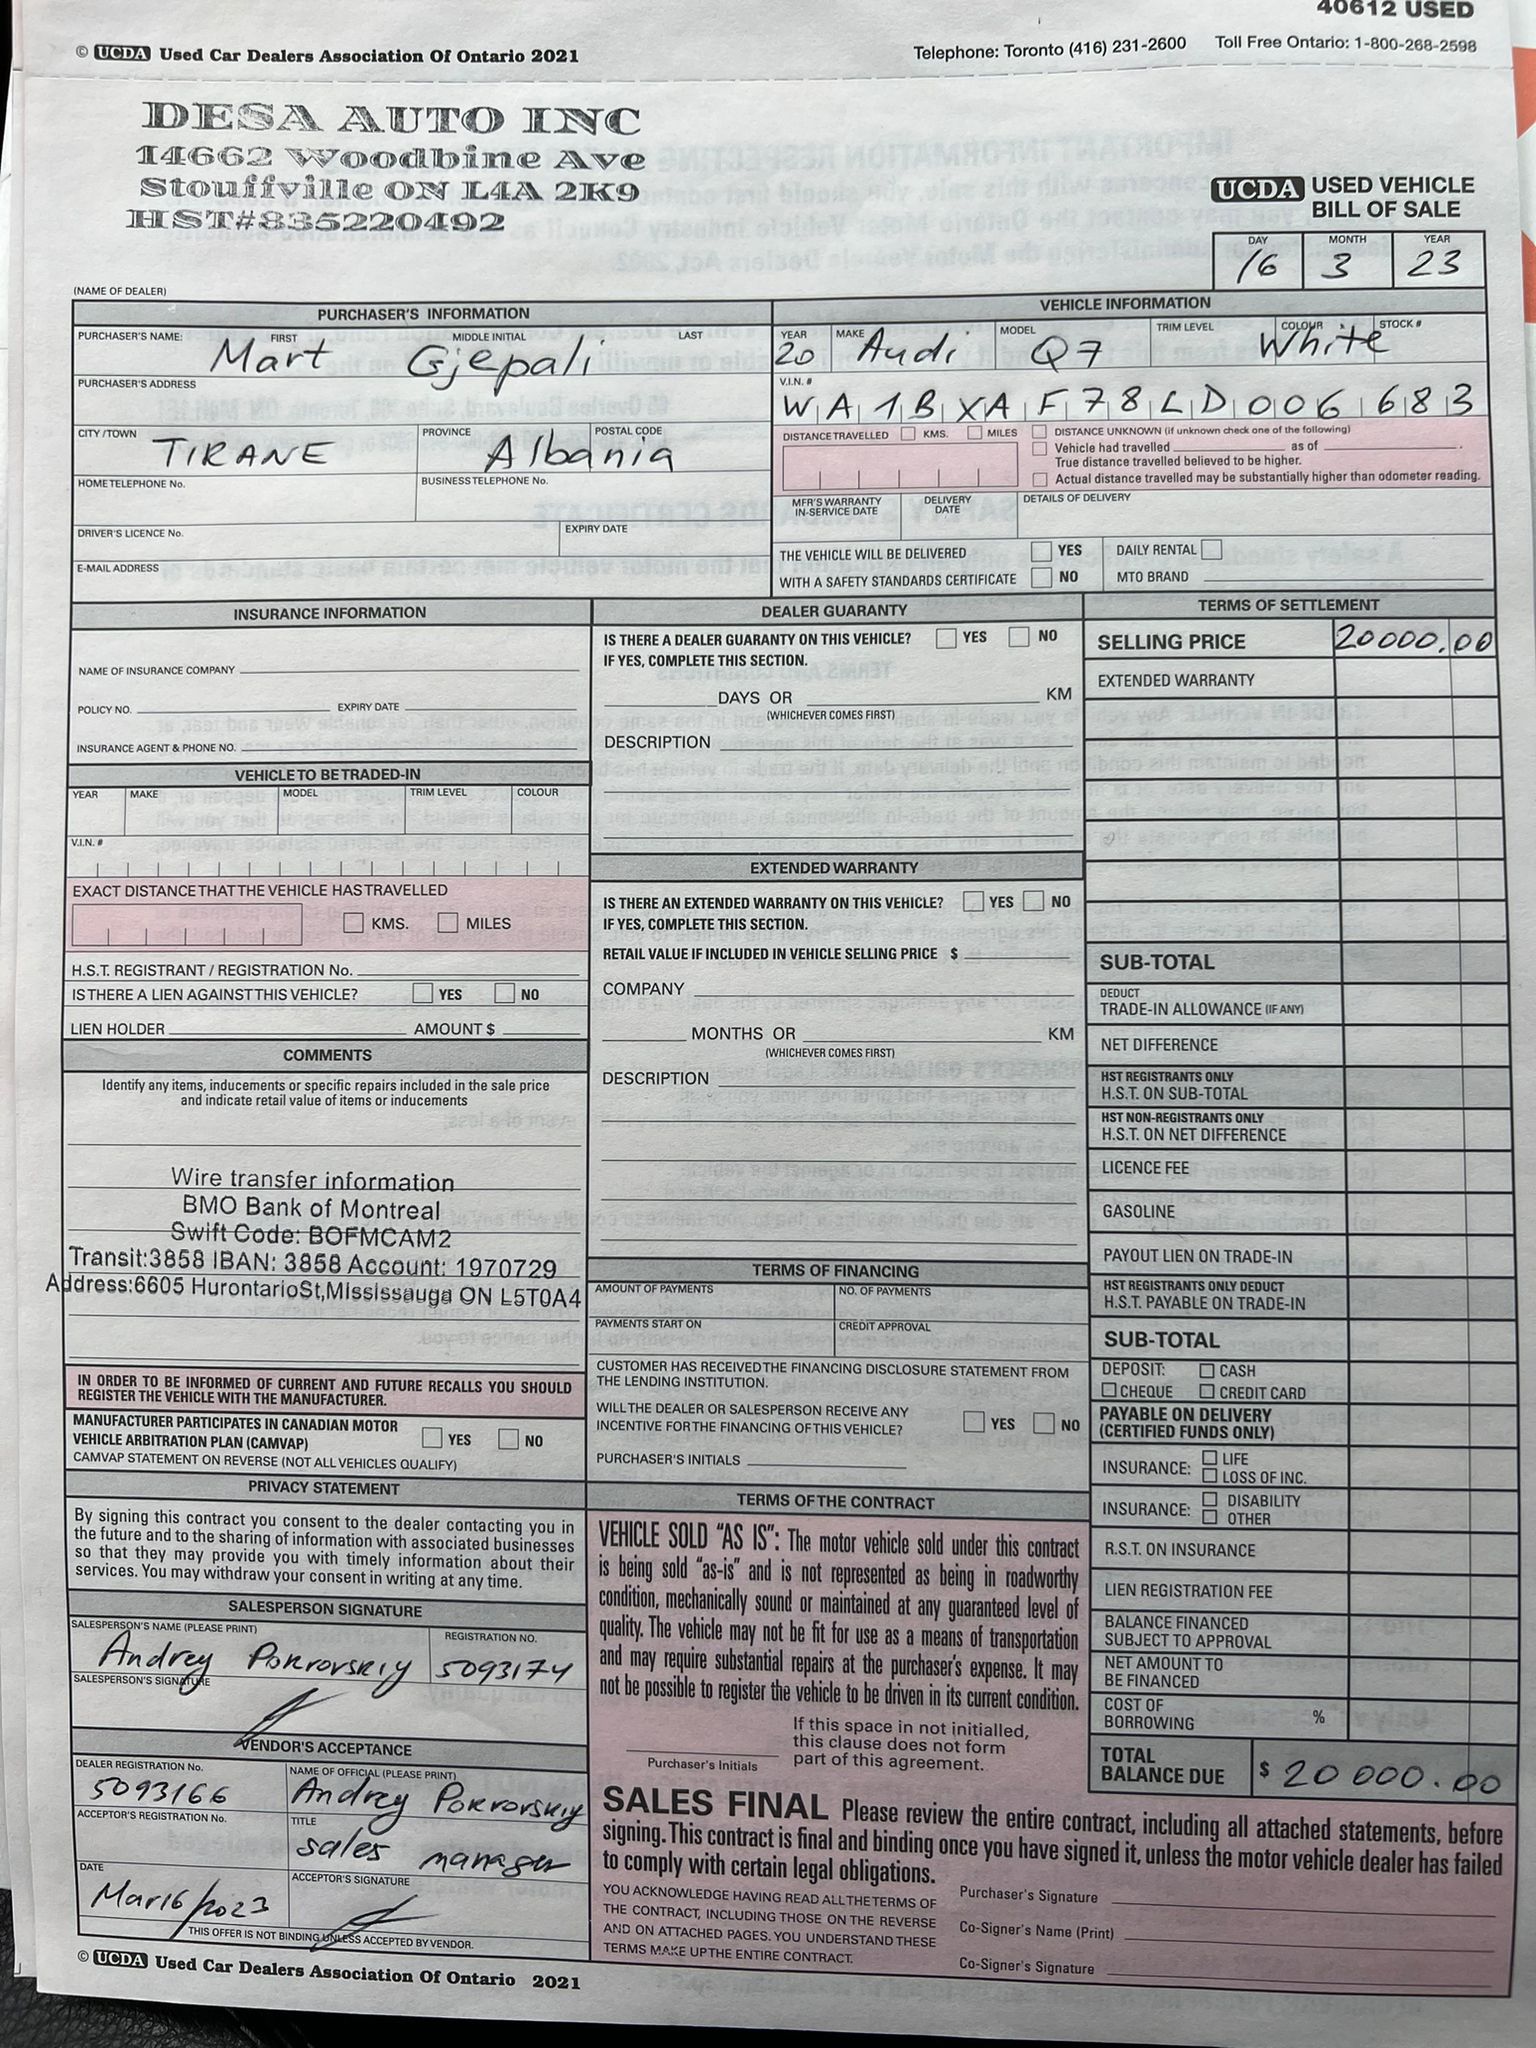 40612 USED
© UCDA Used Car Dealers Association Of Ontario 2021
Telephone: Toronto (416) 231-2600 Toll Free Ontario: 1-800-268-2598
DESA AUTO INC
14662 Woodbine Ave
Stouffville ON L4A 2K9
HST#835220492
UCDA USED VEHICLE
BILL OF SALE
DAY MONTH YEAR
16 3 23
(NAME OF DEALER)
PURCHASER'S INFORMATION
PURCHASER'S NAME: FIRST MIDDLE INITIAL LAST
Mart Gjepali
PURCHASER'S ADDRESS
CITY/TOWN PROVINCE POSTAL CODE
TIRANE Albania
HOME TELEPHONE No. BUSINESS TELEPHONE No.
DRIVER'S LICENCE No. EXPIRY DATE
E-MAIL ADDRESS
VEHICLE INFORMATION
YEAR MAKE MODEL TRIM LEVEL COLOUR STOCK #
20 Audi Q7 White
V.I.N. #
WA1BXAF78LD006683
DISTANCE TRAVELLED KMS. MILES
DISTANCE UNKNOWN (if unknown check one of the following)
Vehicle had travelled as of .
True distance travelled believed to be higher.
Actual distance travelled may be substantially higher than odometer reading.
MFR'S WARRANTY
IN-SERVICE DATE
DELIVERY
DATE
DETAILS OF DELIVERY
THE VEHICLE WILL BE DELIVERED YES
WITH A SAFETY STANDARDS CERTIFICATE NO
DAILY RENTAL
MTO BRAND
INSURANCE INFORMATION
NAME OF INSURANCE COMPANY
POLICY NO. EXPIRY DATE
INSURANCE AGENT & PHONE NO.
VEHICLE TO BE TRADED-IN
YEAR MAKE MODEL TRIM LEVEL COLOUR
V.I.N. #
EXACT DISTANCE THAT THE VEHICLE HAS TRAVELLED
KMS. MILES
H.S.T. REGISTRANT / REGISTRATION No.
IS THERE A LIEN AGAINST THIS VEHICLE? YES NO
LIEN HOLDER AMOUNT $
COMMENTS
Identify any items, inducements or specific repairs included in the sale price
and indicate retail value of items or inducements
Wire transfer information
BMO Bank of Montreal
Swift Code: BOFMCAM2
Transit:3858 IBAN: 3858 Account: 1970729
Address:6605 HurontarioSt,Mississauga ON L5T0A4
IN ORDER TO BE INFORMED OF CURRENT AND FUTURE RECALLS YOU SHOULD
REGISTER THE VEHICLE WITH THE MANUFACTURER.
MANUFACTURER PARTICIPATES IN CANADIAN MOTOR
VEHICLE ARBITRATION PLAN (CAMVAP) YES NO
CAMVAP STATEMENT ON REVERSE (NOT ALL VEHICLES QUALIFY)
PRIVACY STATEMENT
By signing this contract you consent to the dealer contacting you in
the future and to the sharing of information with associated businesses
so that they may provide you with timely information about their
services. You may withdraw your consent in writing at any time.
SALESPERSON SIGNATURE
SALESPERSON'S NAME (PLEASE PRINT) REGISTRATION NO.
Andrey Pokrovskiy 5093174
SALESPERSON'S SIGNATURE
VENDOR'S ACCEPTANCE
DEALER REGISTRATION No. NAME OF OFFICIAL (PLEASE PRINT)
5093166 Andrey Pokrovskiy
ACCEPTOR'S REGISTRATION No. TITLE
sales manager
DATE ACCEPTOR'S SIGNATURE
Mar16/2023
THIS OFFER IS NOT BINDING UNLESS ACCEPTED BY VENDOR.
DEALER GUARANTY
IS THERE A DEALER GUARANTY ON THIS VEHICLE? YES NO
IF YES, COMPLETE THIS SECTION.
DAYS OR KM
(WHICHEVER COMES FIRST)
DESCRIPTION
EXTENDED WARRANTY
IS THERE AN EXTENDED WARRANTY ON THIS VEHICLE? YES NO
IF YES, COMPLETE THIS SECTION.
RETAIL VALUE IF INCLUDED IN VEHICLE SELLING PRICE $
COMPANY
MONTHS OR KM
(WHICHEVER COMES FIRST)
DESCRIPTION
TERMS OF FINANCING
AMOUNT OF PAYMENTS NO. OF PAYMENTS
PAYMENTS START ON CREDIT APPROVAL
CUSTOMER HAS RECEIVED THE FINANCING DISCLOSURE STATEMENT FROM
THE LENDING INSTITUTION.
WILL THE DEALER OR SALESPERSON RECEIVE ANY
INCENTIVE FOR THE FINANCING OF THIS VEHICLE? YES NO
PURCHASER'S INITIALS
TERMS OF THE CONTRACT
VEHICLE SOLD "AS IS": The motor vehicle sold under this contract
is being sold "as-is" and is not represented as being in roadworthy
condition, mechanically sound or maintained at any guaranteed level of
quality. The vehicle may not be fit for use as a means of transportation
and may require substantial repairs at the purchaser's expense. It may
not be possible to register the vehicle to be driven in its current condition.
Purchaser's Initials
If this space in not initialled,
this clause does not form
part of this agreement.
TERMS OF SETTLEMENT
SELLING PRICE 20000.00
EXTENDED WARRANTY
SUB-TOTAL
DEDUCT
TRADE-IN ALLOWANCE (IF ANY)
NET DIFFERENCE
HST REGISTRANTS ONLY
H.S.T. ON SUB-TOTAL
HST NON-REGISTRANTS ONLY
H.S.T. ON NET DIFFERENCE
LICENCE FEE
GASOLINE
PAYOUT LIEN ON TRADE-IN
HST REGISTRANTS ONLY DEDUCT
H.S.T. PAYABLE ON TRADE-IN
SUB-TOTAL
DEPOSIT: CASH
CHEQUE CREDIT CARD
PAYABLE ON DELIVERY
(CERTIFIED FUNDS ONLY)
INSURANCE: LIFE
LOSS OF INC.
INSURANCE: DISABILITY
OTHER
R.S.T. ON INSURANCE
LIEN REGISTRATION FEE
BALANCE FINANCED
SUBJECT TO APPROVAL
NET AMOUNT TO
BE FINANCED
COST OF
BORROWING %
TOTAL
BALANCE DUE $ 20 000.00
SALES FINAL Please review the entire contract, including all attached statements, before
signing. This contract is final and binding once you have signed it, unless the motor vehicle dealer has failed
to comply with certain legal obligations.
YOU ACKNOWLEDGE HAVING READ ALL THE TERMS OF
THE CONTRACT, INCLUDING THOSE ON THE REVERSE
AND ON ATTACHED PAGES. YOU UNDERSTAND THESE
TERMS MAKE UP THE ENTIRE CONTRACT.
Purchaser's Signature
Co-Signer's Name (Print)
Co-Signer's Signature
© UCDA Used Car Dealers Association Of Ontario 2021